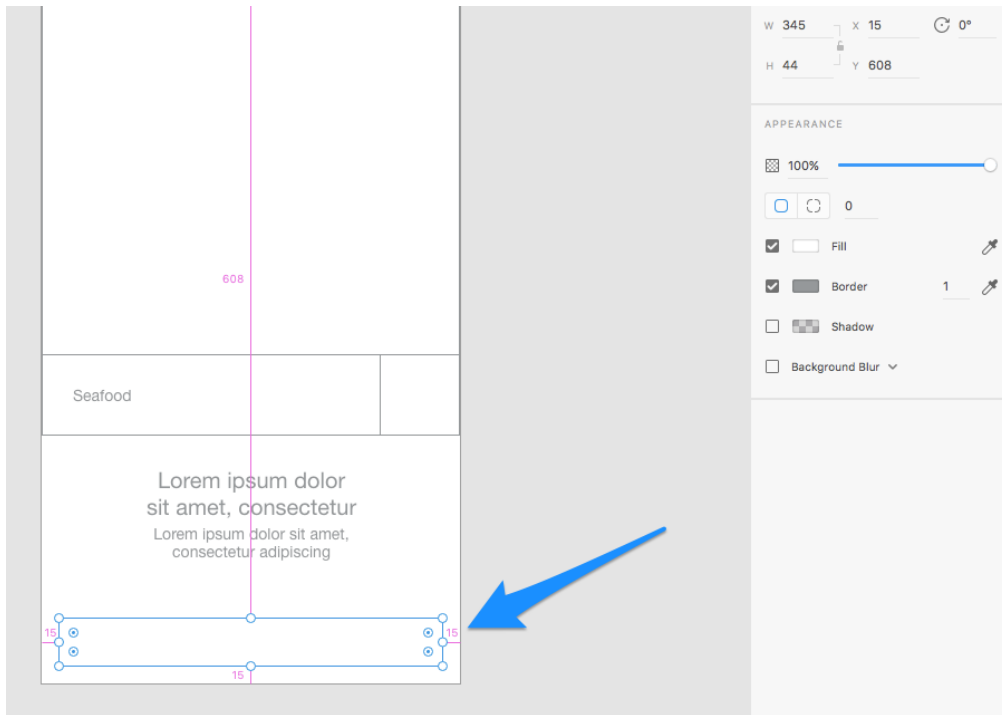 W 345 X 15 0°
H 44 Y 608
APPEARANCE
100%
0
Fill
Border 1
Shadow
Background Blur
608
Seafood
Lorem ipsum dolor
sit amet, consectetur
Lorem ipsum dolor sit amet,
consectetur adipiscing
15 15
15